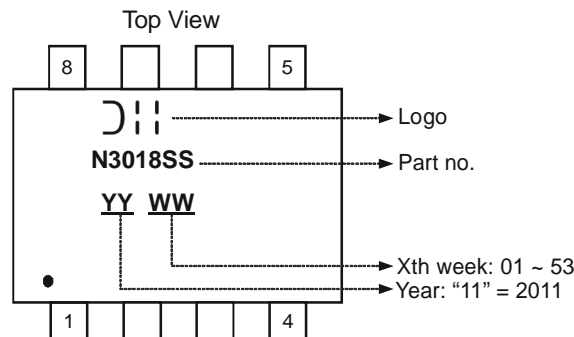 Top View
8 5
Logo
N3018SS Part no.
YY WW
Xth week: 01 ~ 53
Year: “11” = 2011
1 4